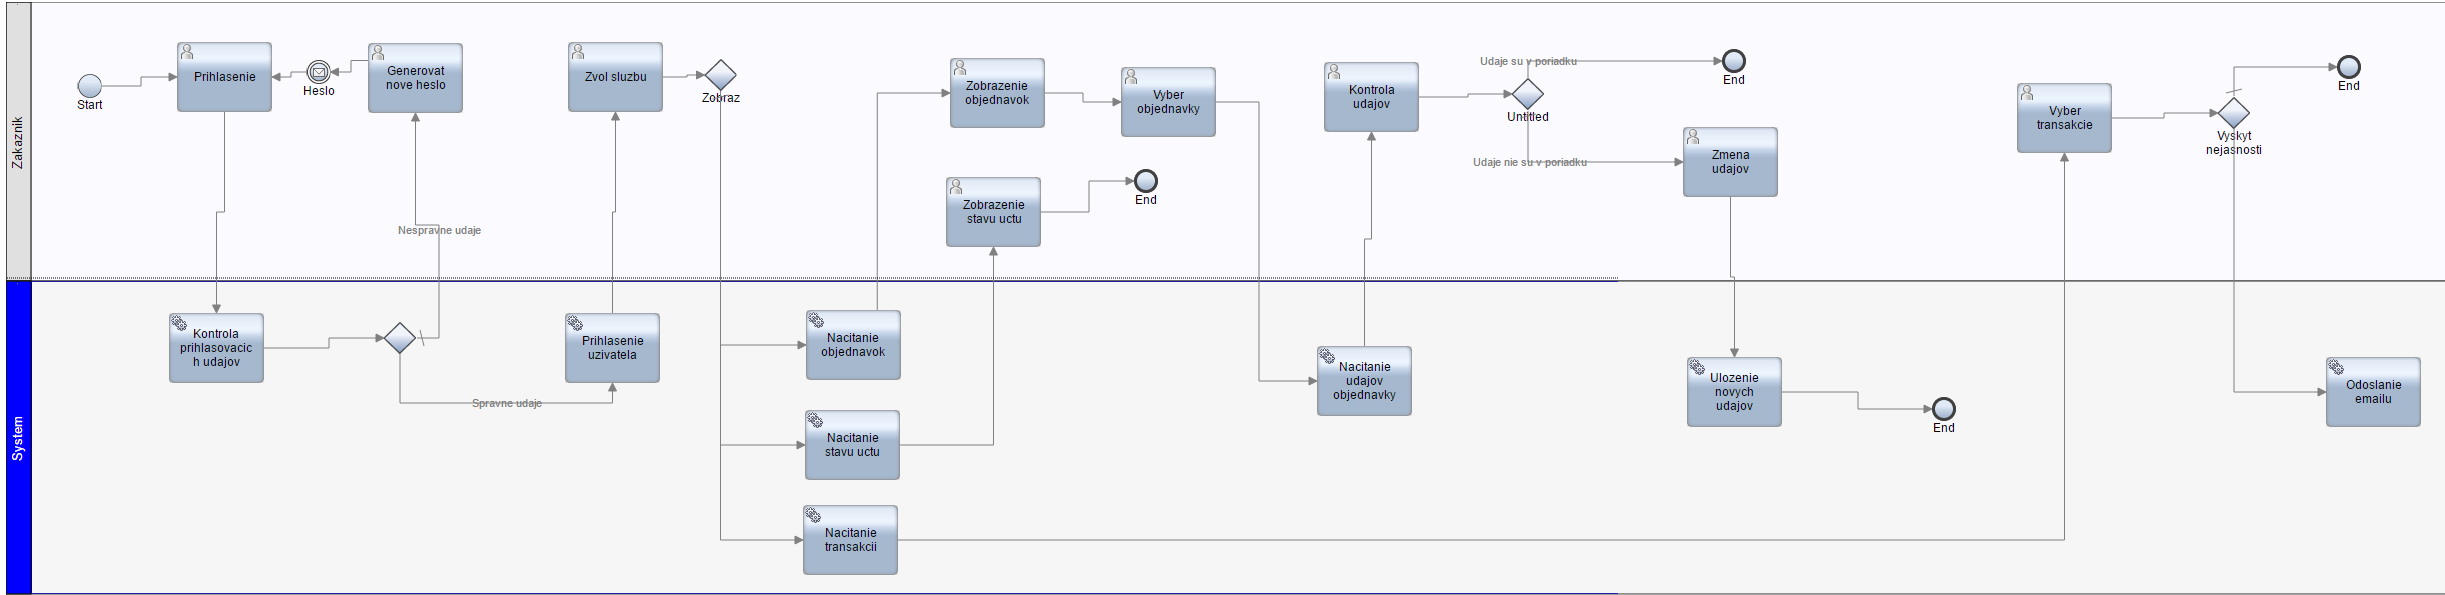 Zakaznik
Start
Prihlasenie
Heslo
Generovat
nove heslo
Zvol sluzbu
Zobraz
Zobrazenie
objednavok
Vyber
objednavky
Zobrazenie
stavu uctu
End
Kontrola
udajov
Untitled
Udaje su v poriadku
End
Udaje nie su v poriadku
Zmena
udajov
Vyber
transakcie
Vyskyt
nejasnosti
End
Nespravne udaje
System
Kontrola
prihlasovacic
h udajov
Spravne udaje
Prihlasenie
uzivatela
Nacitanie
objednavok
Nacitanie
stavu uctu
Nacitanie
transakcii
Nacitanie
udajov
objednavky
Ulozenie
novych
udajov
End
Odoslanie
emailu